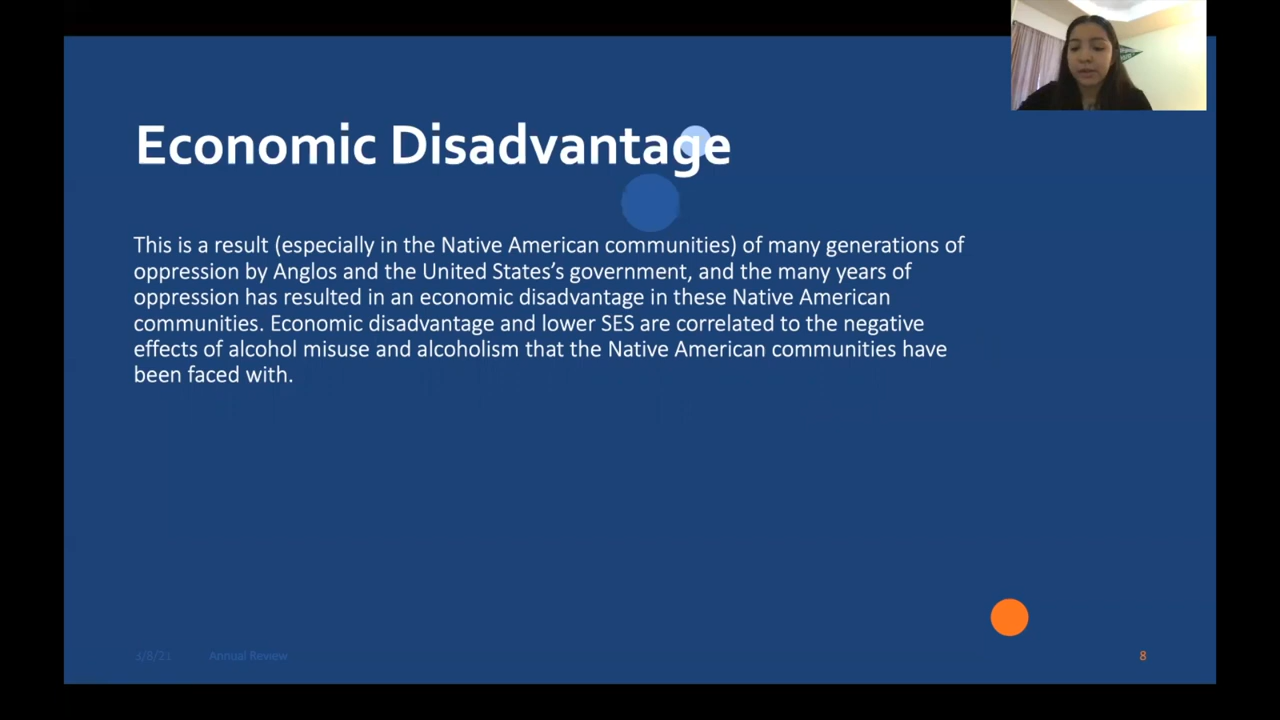 Economic Disadvantage
This is a result (especially in the Native American communities) of many generations of
oppression by Anglos and the United States’s government, and the many years of
oppression has resulted in an economic disadvantage in these Native American
communities. Economic disadvantage and lower SES are correlated to the negative
effects of alcohol misuse and alcoholism that the Native American communities have
been faced with.
3/8/21
Annual Review
8